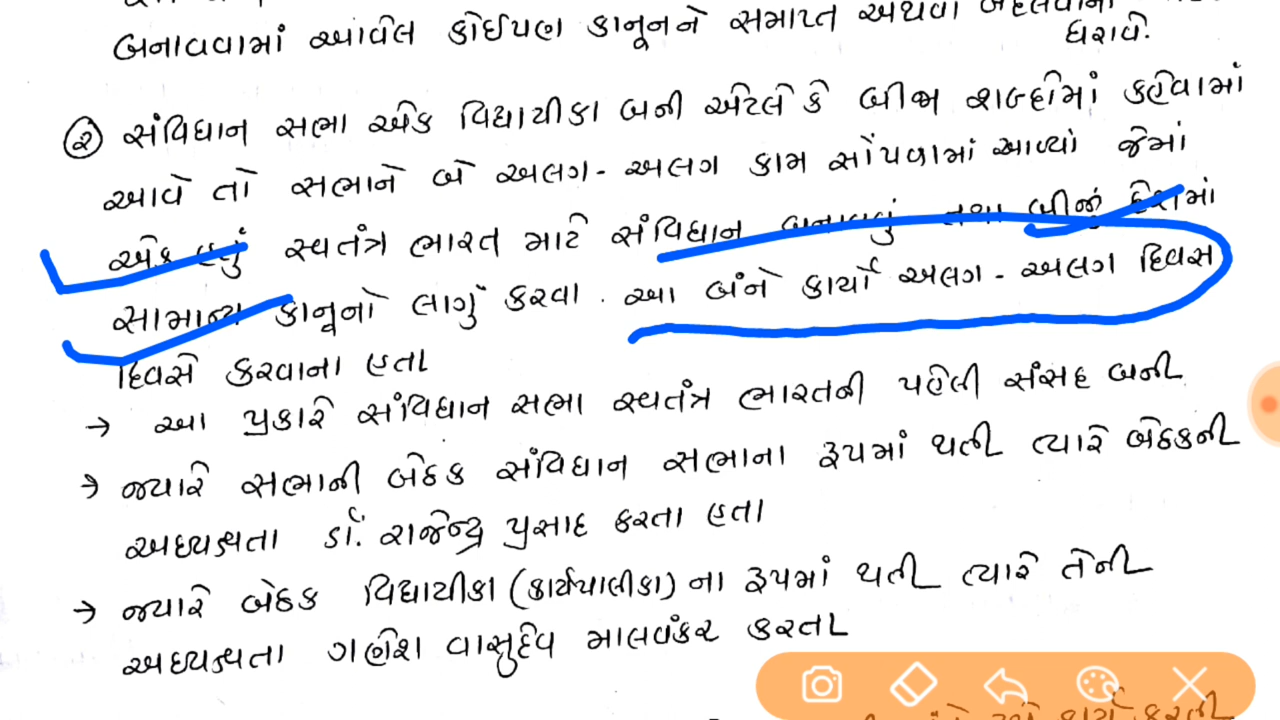 બનાવવામાં આવેલ કોઈપણ કાનૂનને સમાપ્ત અથવા બદલવાની
ધરાવે.
② સંવિધાન સભા એક વિધાયીકા બની એટલે કે બીજા શબ્દોમાં કહેવામાં
આવે તો સભાને બે અલગ - અલગ કામ સોંપવામાં આવ્યાં જેમાં
એક હતું સ્વતંત્ર ભારત માટે સંવિધાન બનાવવું તથા બીજું દેશમાં
સામાન્ય કાનૂનો લાગું કરવા. આ બંને કાર્યો અલગ - અલગ દિવસ
દિવસે કરવાના હતા
→ આ પ્રકારે સંવિધાન સભા સ્વતંત્ર ભારતની પહેલી સંસદ બની
→ જ્યારે સભાની બેઠક સંવિધાન સભાના રૂપમાં થતી ત્યારે બેઠકની
અધ્યક્ષતા ડૉ. રાજેન્દ્ર પ્રસાદ કરતા હતા
→ જ્યારે બેઠક વિધાયીકા (કાર્યપાલીકા) ના રૂપમાં થતી ત્યારે તેની
અધ્યક્ષતા ગણેશ વાસુદેવ માલવંકર કરતા
કાર્ય કરતી